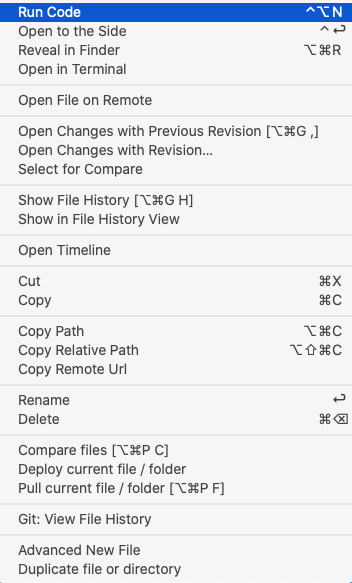 Run Code ⌃⌥N
Open to the Side ⌃↩
Reveal in Finder ⌥⌘R
Open in Terminal
Open File on Remote
Open Changes with Previous Revision [⌥⌘G ,]
Open Changes with Revision...
Select for Compare
Show File History [⌥⌘G H]
Show in File History View
Open Timeline
Cut ⌘X
Copy ⌘C
Copy Path ⌥⌘C
Copy Relative Path ⌥⇧⌘C
Copy Remote Url
Rename ↩
Delete ⌘⌫
Compare files [⌥⌘P C]
Deploy current file / folder
Pull current file / folder [⌥⌘P F]
Git: View File History
Advanced New File
Duplicate file or directory